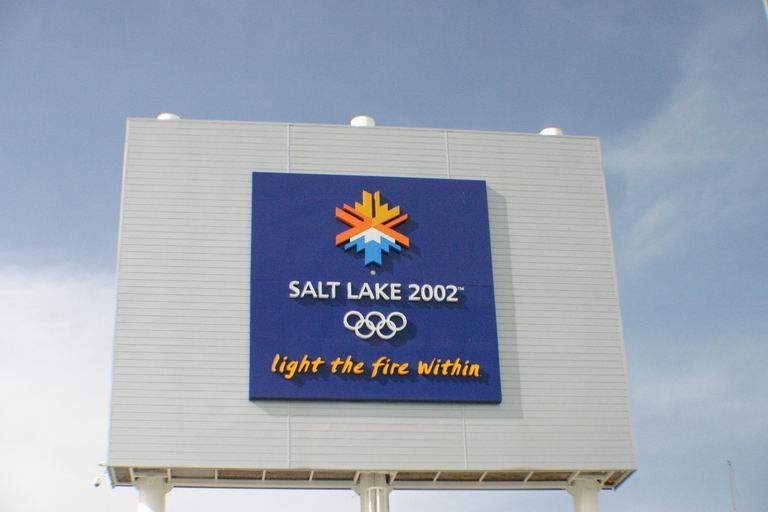 SALT LAKE 2002™
light the fire within